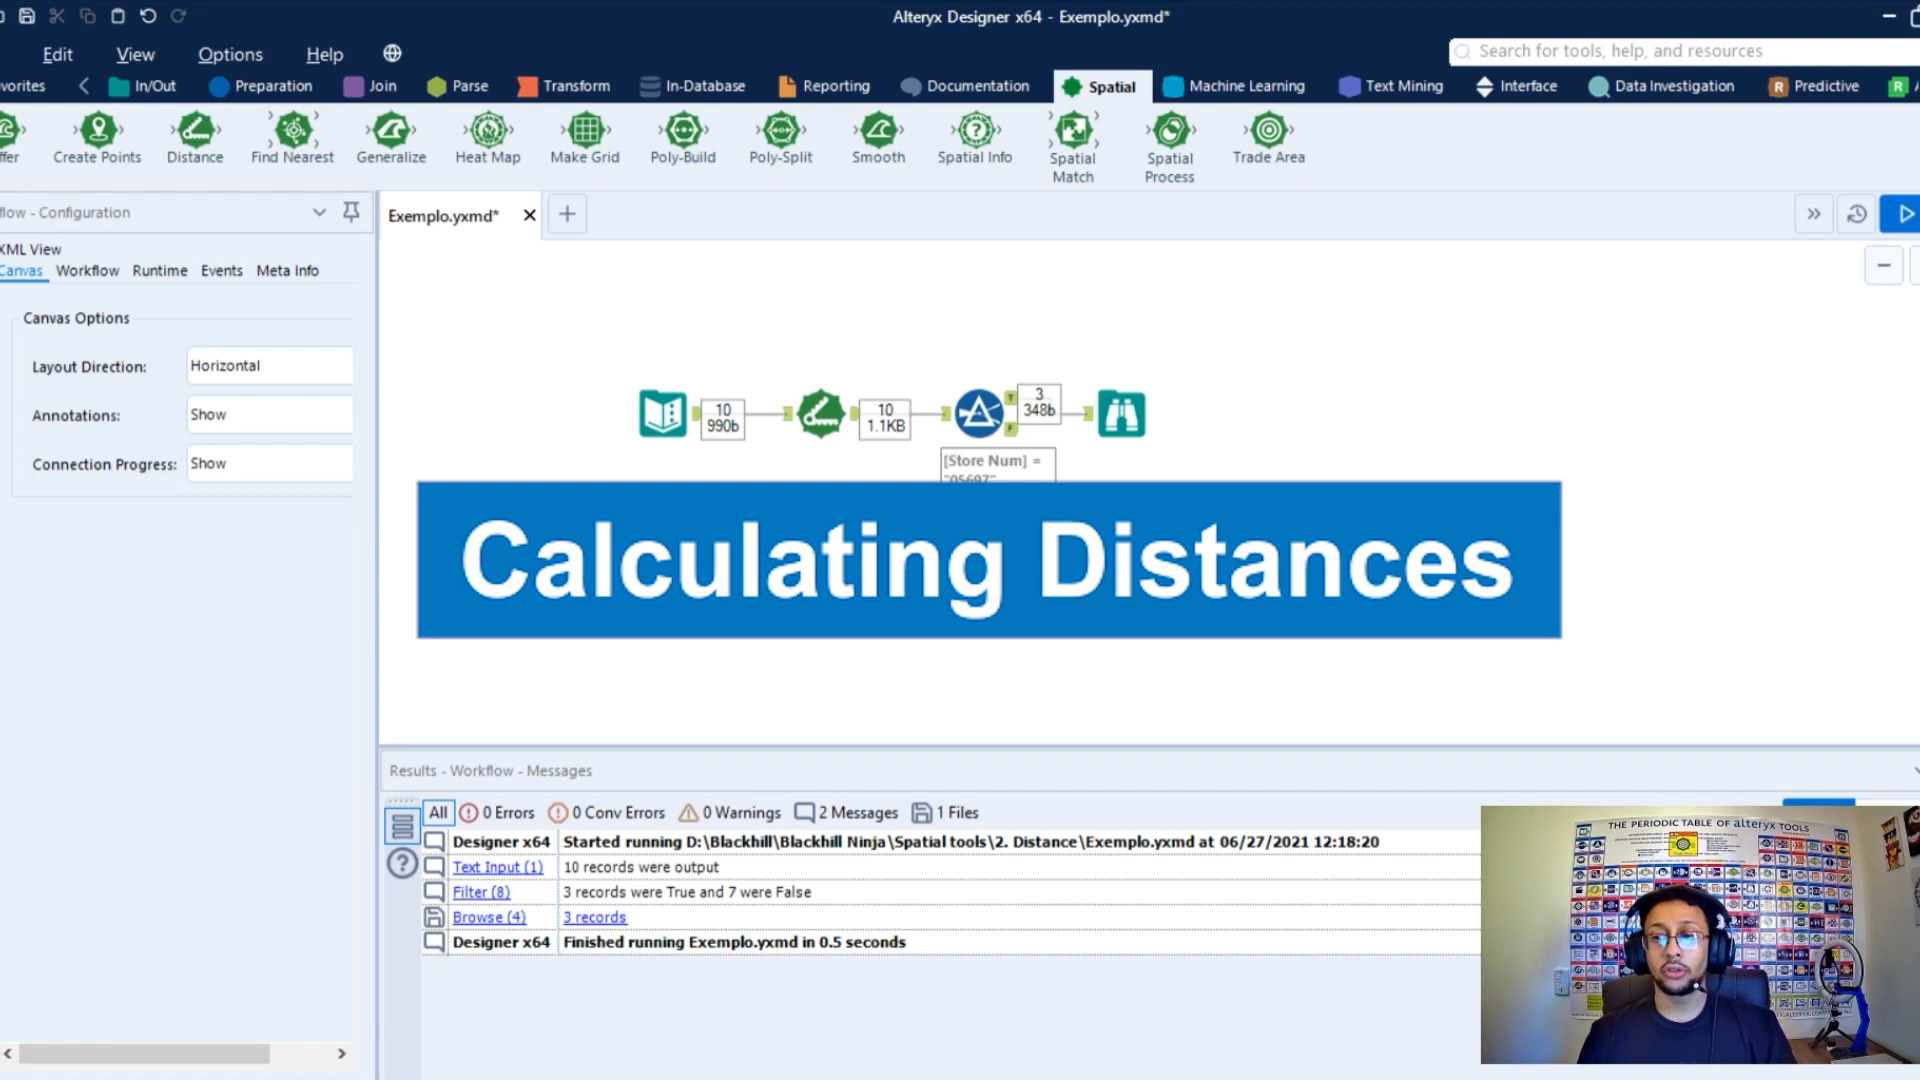 Alteryx Designer x64 - Exemplo.yxmd*
Edit View Options Help
Search for tools, help, and resources
vorites In/Out Preparation Join Parse Transform In-Database Reporting Documentation Spatial Machine Learning Text Mining Interface Data Investigation Predictive
ffer Create Points Distance Find Nearest Generalize Heat Map Make Grid Poly-Build Poly-Split Smooth Spatial Info Spatial Match Spatial Process Trade Area
flow - Configuration
Exemplo.yxmd*
XML View
Canvas Workflow Runtime Events Meta Info
Canvas Options
Layout Direction: Horizontal
Annotations: Show
Connection Progress: Show
10
990b
10
1.1KB
T
F
3
348b
[Store Num] =
"05697"
Calculating Distances
Results - Workflow - Messages
All 0 Errors 0 Conv Errors 0 Warnings 2 Messages 1 Files
Designer x64 Started running D:\Blackhill\Blackhill Ninja\Spatial tools\2. Distance\Exemplo.yxmd at 06/27/2021 12:18:20
Text Input (1) 10 records were output
Filter (8) 3 records were True and 7 were False
Browse (4) 3 records
Designer x64 Finished running Exemplo.yxmd in 0.5 seconds
THE PERIODIC TABLE OF alteryx TOOLS